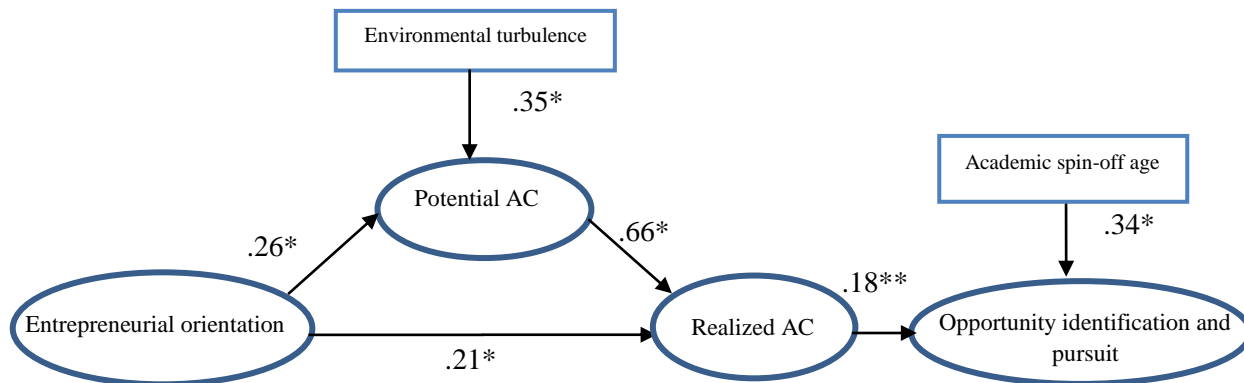 Environmental turbulence
.35*
Academic spin-off age
Potential AC
.34*
.26*
.66*
.18**
Entrepreneurial orientation
Realized AC
Opportunity identification and
pursuit
.21*